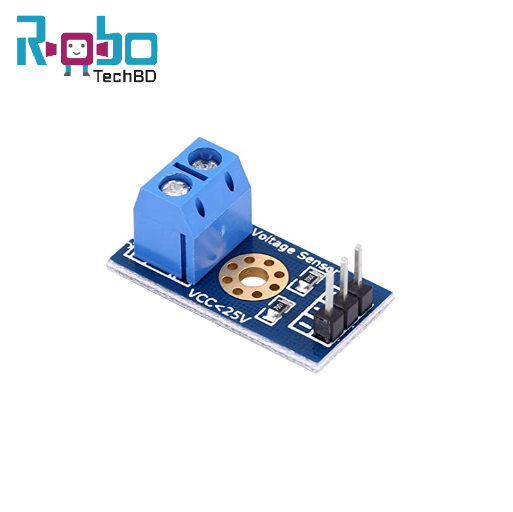 Robo
TechBD
Voltage Sensor
VCC<25V